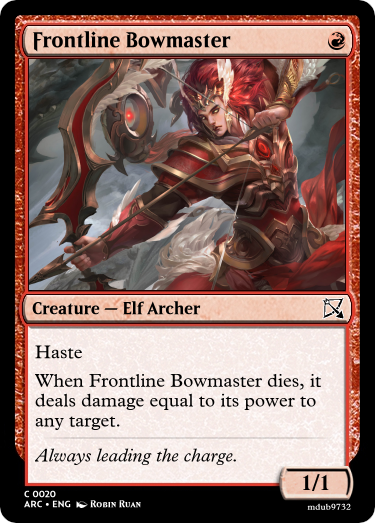 Frontline Bowmaster
Creature — Elf Archer
Haste
When Frontline Bowmaster dies, it
deals damage equal to its power to
any target.
Always leading the charge.
1/1
C 0020
ARC • ENG Robin Ruan
mdub9732